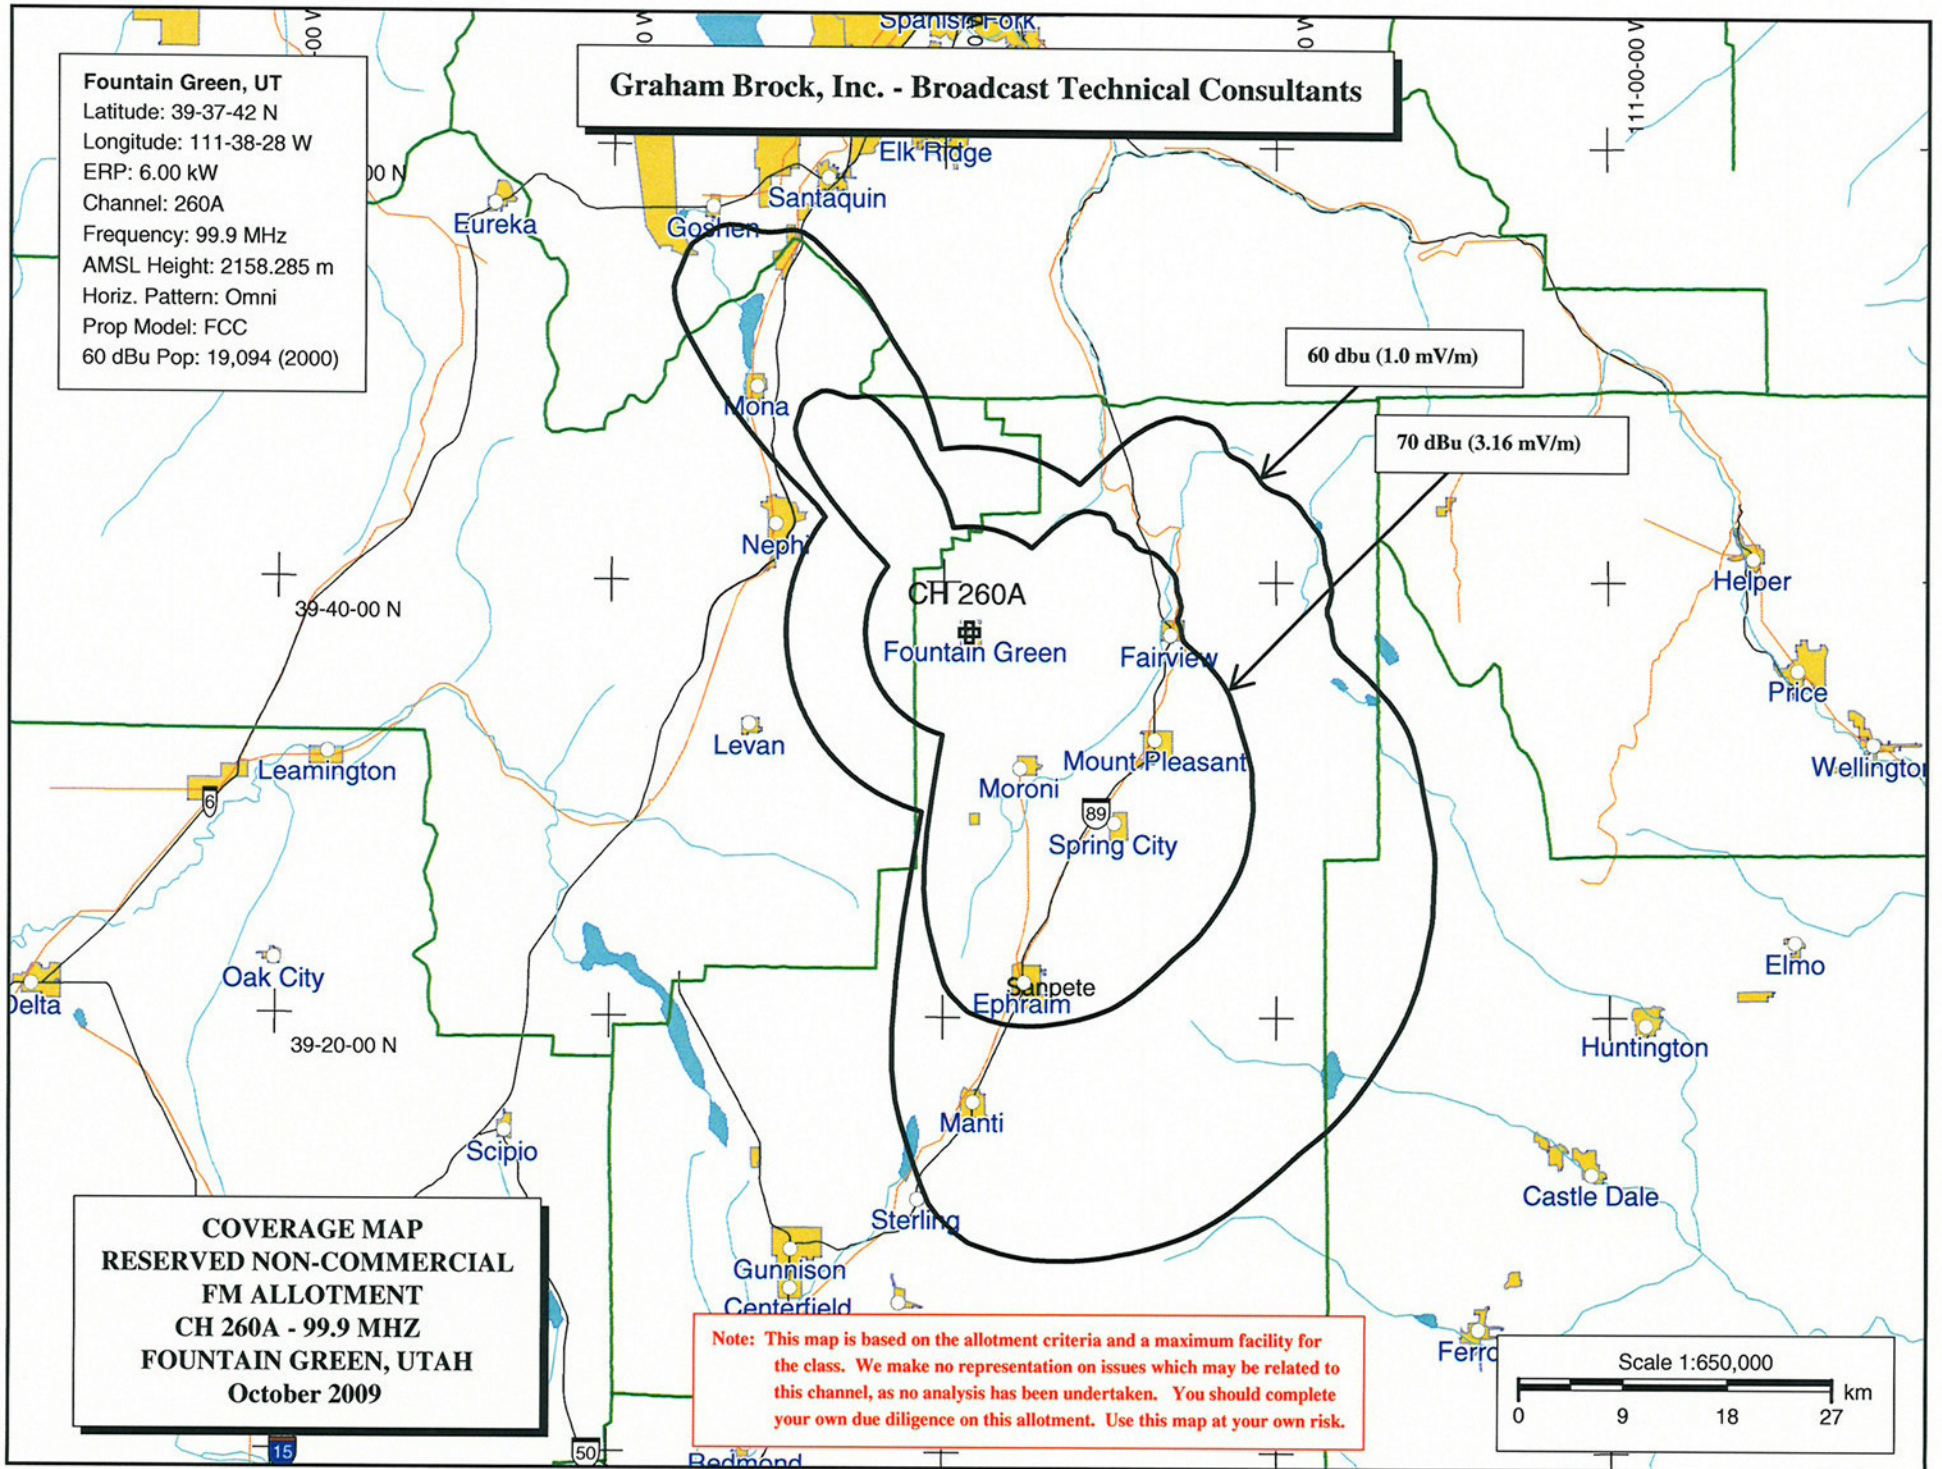 Spanish Fork
00 W
0 W
0 W
0 W
111-00-00 W
Graham Brock, Inc. - Broadcast Technical Consultants
Fountain Green, UT
Latitude: 39-37-42 N
Longitude: 111-38-28 W
ERP: 6.00 kW
Channel: 260A
Frequency: 99.9 MHz
AMSL Height: 2158.285 m
Horiz. Pattern: Omni
Prop Model: FCC
60 dBu Pop: 19,094 (2000)
00 N
Elk Ridge
Santaquin
Eureka
Goshen
60 dbu (1.0 mV/m)
Mona
70 dBu (3.16 mV/m)
Nephi
Helper
CH 260A
39-40-00 N
Fountain Green
Fairview
Price
Levan
Leamington
Mount Pleasant
Wellington
Moroni
6
89
Spring City
Oak City
Elmo
Delta
Sanpete
Ephraim
39-20-00 N
Huntington
Manti
Scipio
Castle Dale
Sterling
Gunnison
Centerfield
COVERAGE MAP
RESERVED NON-COMMERCIAL
FM ALLOTMENT
CH 260A - 99.9 MHZ
FOUNTAIN GREEN, UTAH
October 2009
Note: This map is based on the allotment criteria and a maximum facility for
the class. We make no representation on issues which may be related to
this channel, as no analysis has been undertaken. You should complete
your own due diligence on this allotment. Use this map at your own risk.
Ferro
Scale 1:650,000
km
0 9 18 27
15
50
Redmond